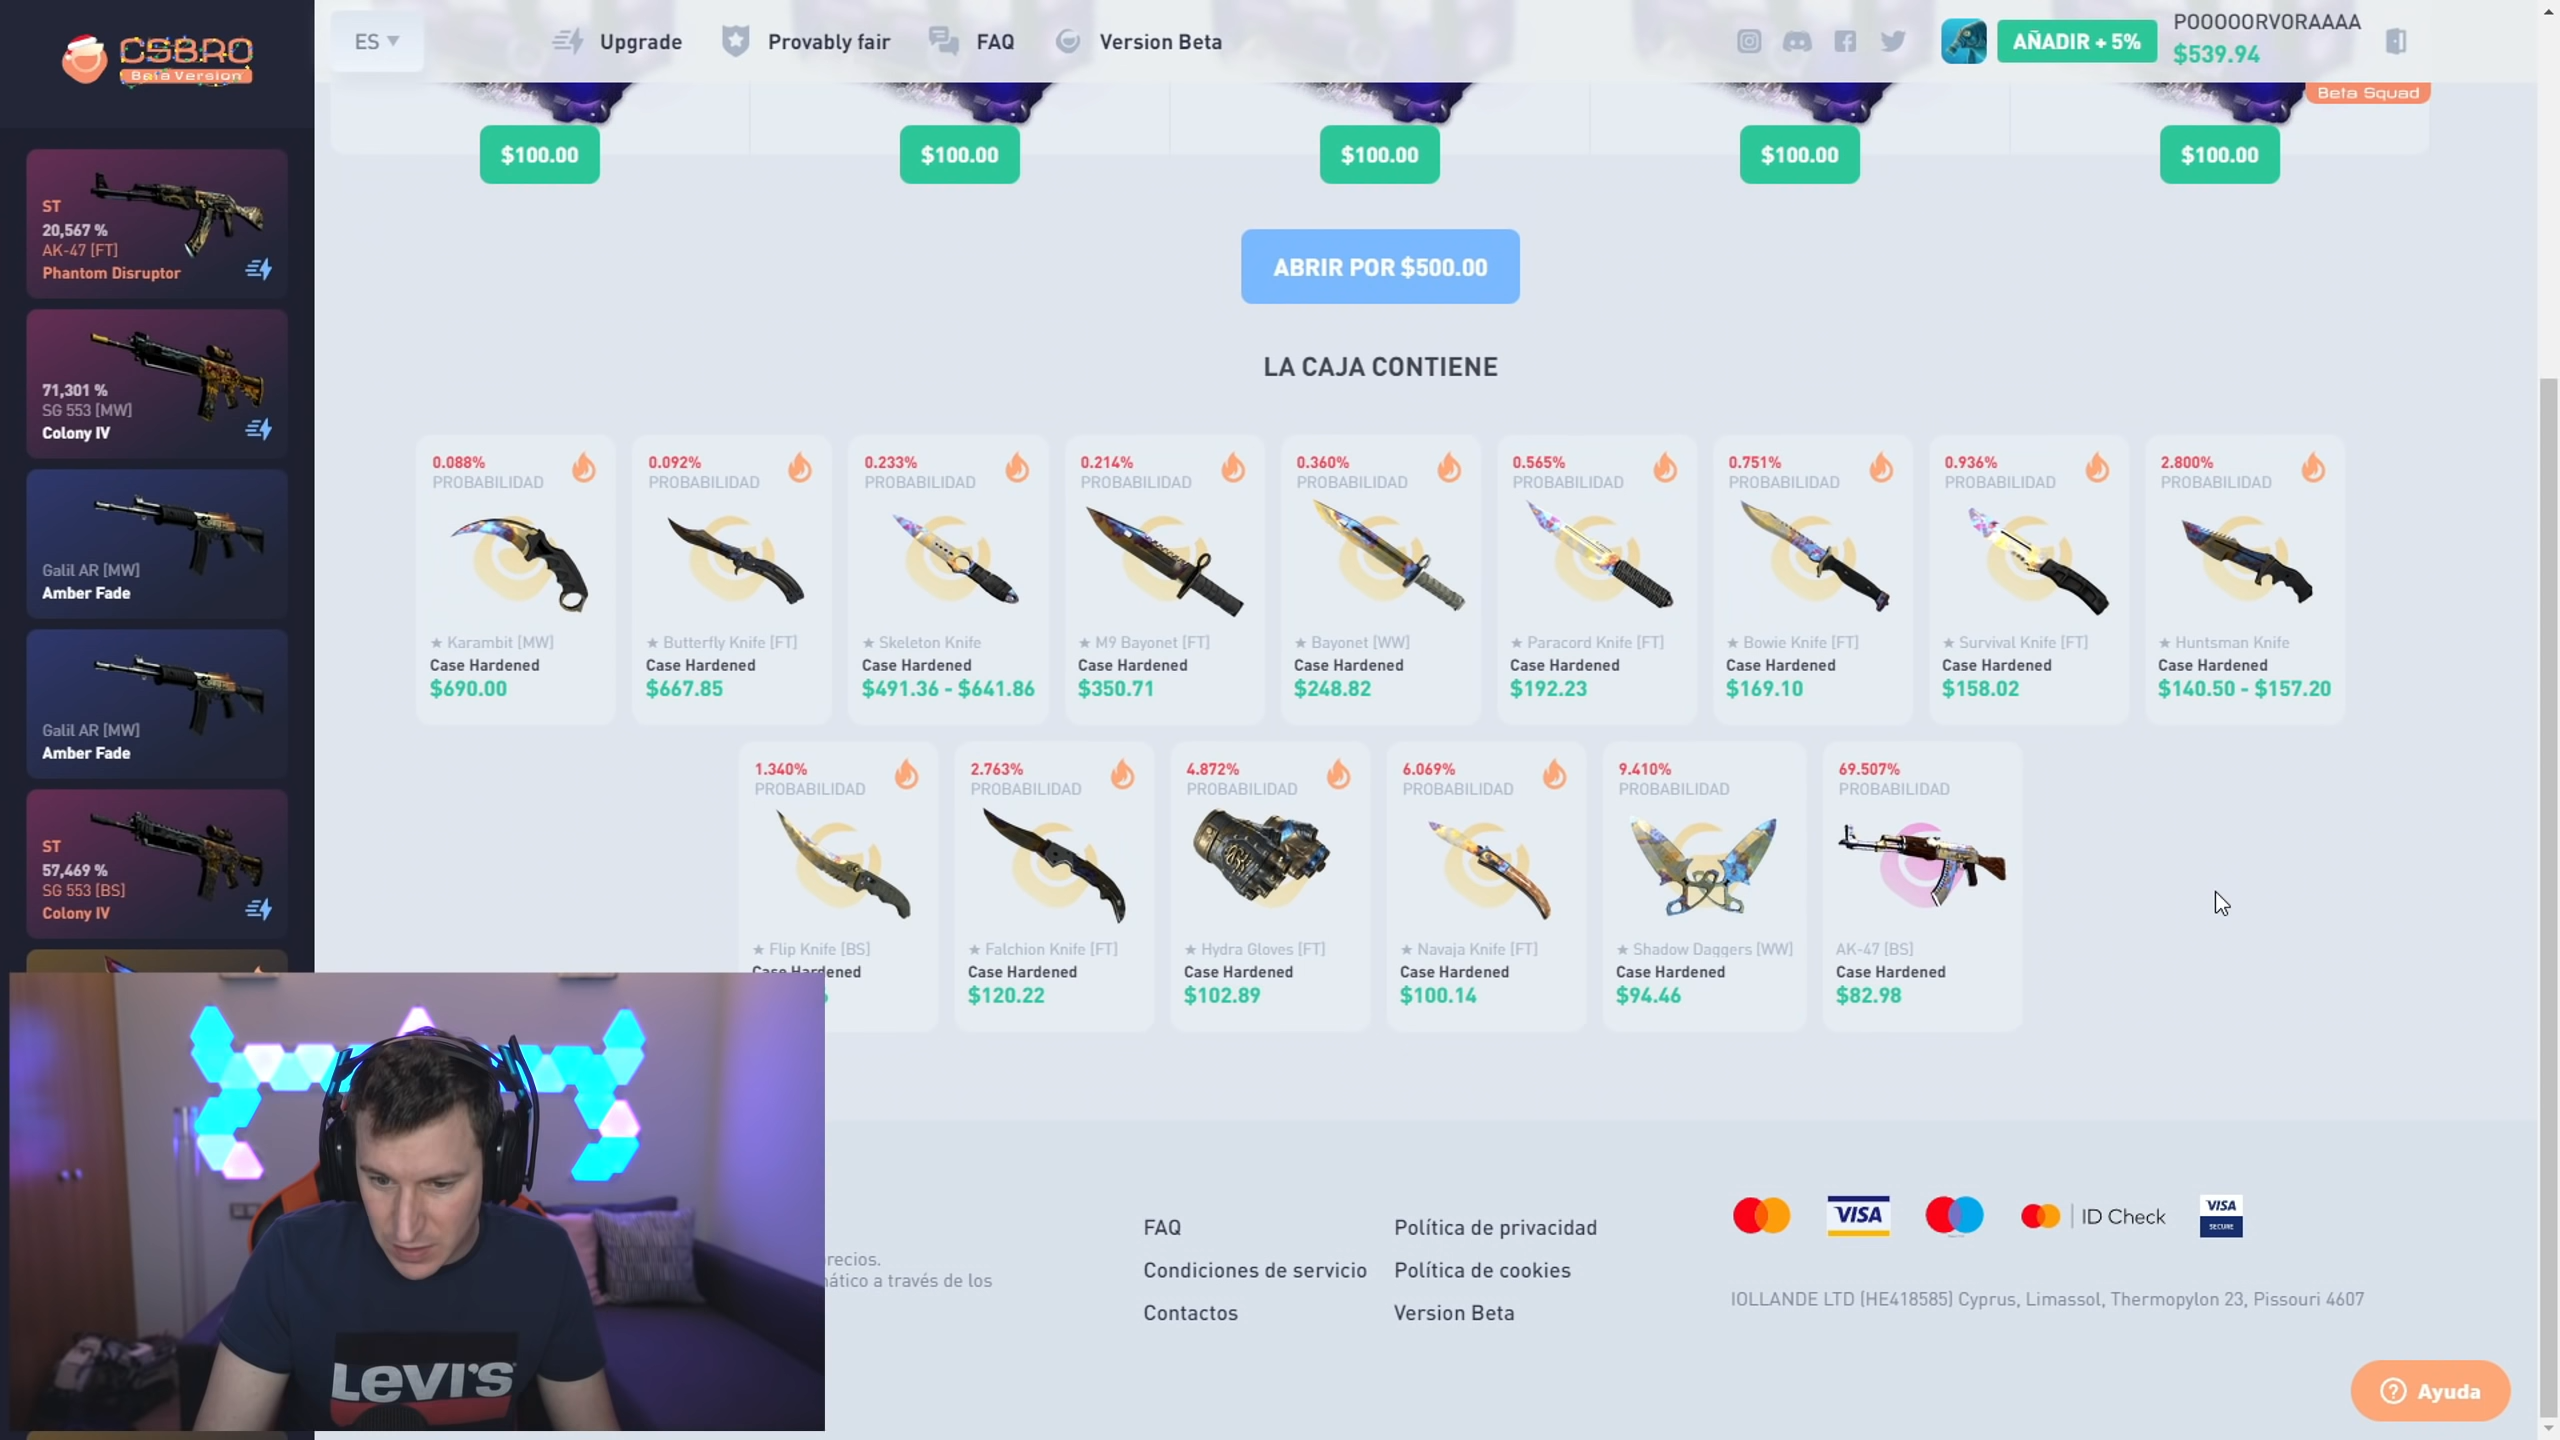 CSBRO
Beta Version
ES
Upgrade
Provably fair
FAQ
Version Beta
AÑADIR + 5%
POOOOORVORAAAA
$539.94
Beta Squad
$100.00
$100.00
$100.00
$100.00
$100.00
ABRIR POR $500.00
LA CAJA CONTIENE
ST
20,567 %
AK-47 [FT]
Phantom Disruptor
71,301 %
SG 553 [MW]
Colony IV
Galil AR [MW]
Amber Fade
Galil AR [MW]
Amber Fade
ST
57,469 %
SG 553 [BS]
Colony IV
0.088%
PROBABILIDAD
★ Karambit [MW]
Case Hardened
$690.00
0.092%
PROBABILIDAD
★ Butterfly Knife [FT]
Case Hardened
$667.85
0.233%
PROBABILIDAD
★ Skeleton Knife
Case Hardened
$491.36 - $641.86
0.214%
PROBABILIDAD
★ M9 Bayonet [FT]
Case Hardened
$350.71
0.360%
PROBABILIDAD
★ Bayonet [WW]
Case Hardened
$248.82
0.565%
PROBABILIDAD
★ Paracord Knife [FT]
Case Hardened
$192.23
0.751%
PROBABILIDAD
★ Bowie Knife [FT]
Case Hardened
$169.10
0.936%
PROBABILIDAD
★ Survival Knife [FT]
Case Hardened
$158.02
2.800%
PROBABILIDAD
★ Huntsman Knife
Case Hardened
$140.50 - $157.20
1.340%
PROBABILIDAD
★ Flip Knife [BS]
Case Hardened
2.763%
PROBABILIDAD
★ Falchion Knife [FT]
Case Hardened
$120.22
4.872%
PROBABILIDAD
★ Hydra Gloves [FT]
Case Hardened
$102.89
6.069%
PROBABILIDAD
★ Navaja Knife [FT]
Case Hardened
$100.14
9.410%
PROBABILIDAD
★ Shadow Daggers [WW]
Case Hardened
$94.46
69.507%
PROBABILIDAD
AK-47 [BS]
Case Hardened
$82.98
LEVI'S
a través de los
FAQ
Condiciones de servicio
Contactos
Política de privacidad
Política de cookies
Version Beta
VISA
ID Check
VISA
SECURE
IOLLANDE LTD (HE418585) Cyprus, Limassol, Thermopylon 23, Pissouri 4607
Ayuda